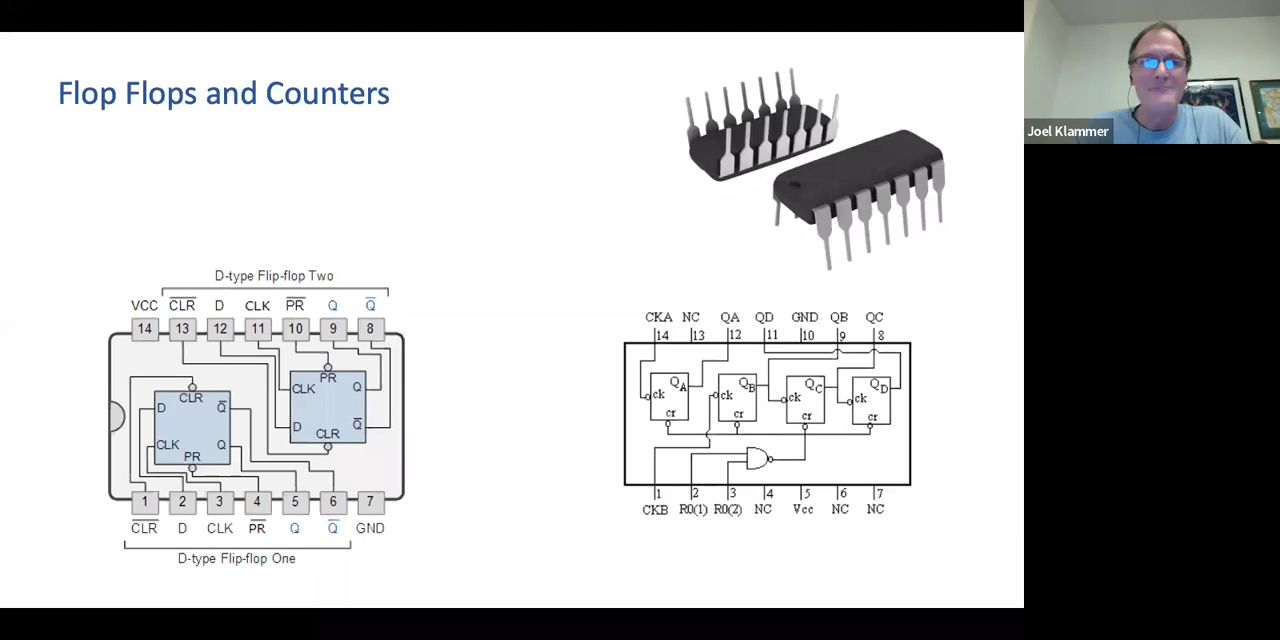 Flop Flops and Counters
Joel Klammer
D-type Flip-flop Two
VCC CLR D CLK PR Q Q
14 13 12 11 10 9 8
PR
CLK Q
CLR
D Q
D Q
CLK Q
CLR
PR
1 2 3 4 5 6 7
CLR D CLK PR Q Q GND
D-type Flip-flop One
CKA NC QA QD GND QB QC
14 13 12 11 10 9 8
QA QB QC QD
ck ck ck ck
cr cr cr cr
1 2 3 4 5 6 7
CKB R0(1) R0(2) NC Vcc NC NC